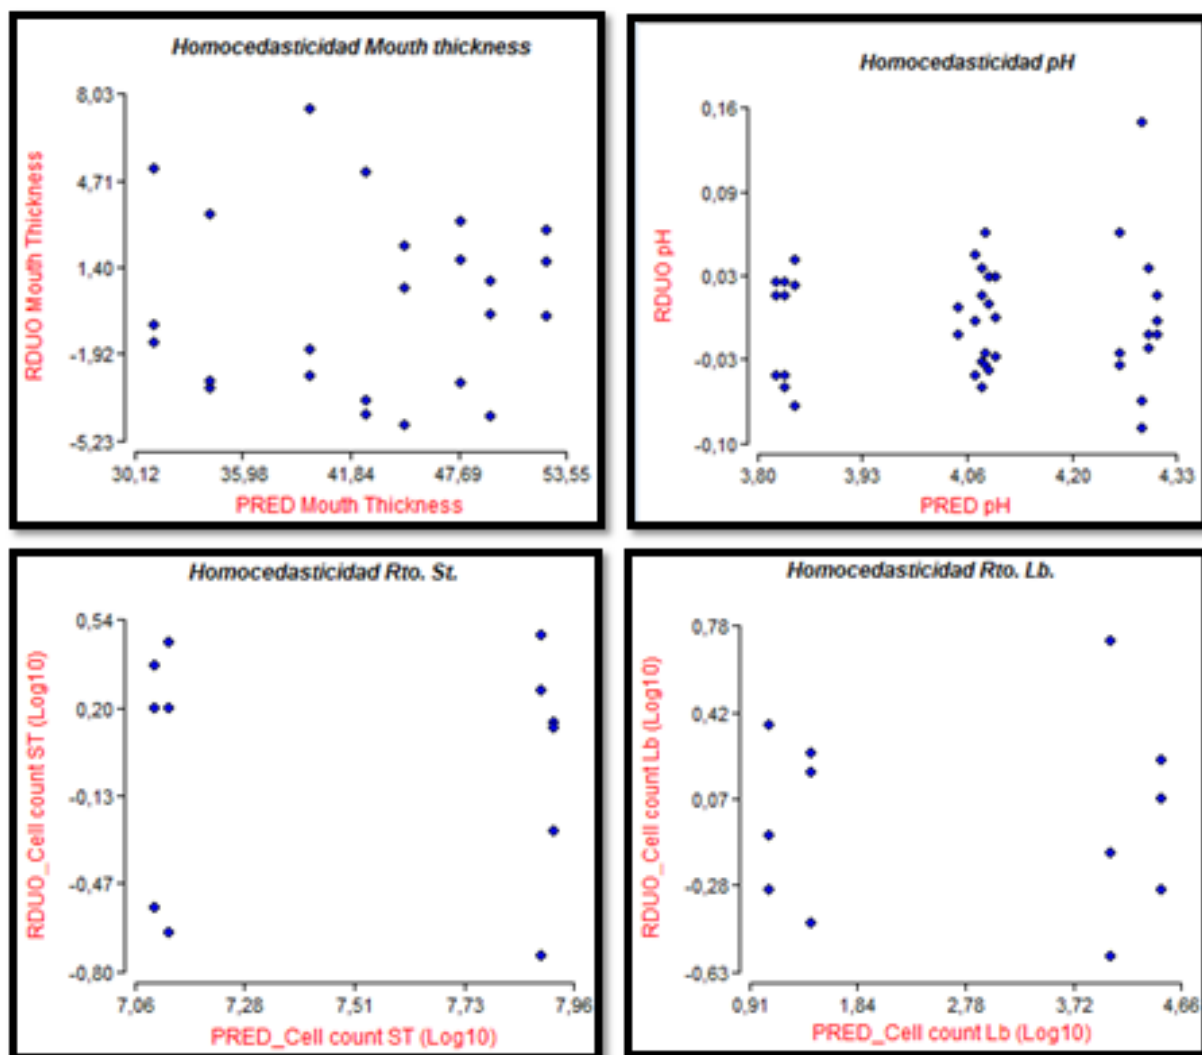 Homocedasticidad Mouth thickness
8,03
4,71
1,40
-1,92
-5,23
RDUO Mouth Thickness
30,12 35,98 41,84 47,69 53,55
PRED Mouth Thickness
Homocedasticidad pH
0,16
0,09
0,03
-0,03
-0,10
RDUO pH
3,80 3,93 4,06 4,20 4,33
PRED pH
Homocedasticidad Rto. St.
0,54
0,20
-0,13
-0,47
-0,80
RDUO_Cell count ST (Log10)
7,06 7,28 7,51 7,73 7,96
PRED_Cell count ST (Log10)
Homocedasticidad Rto. Lb.
0,78
0,42
0,07
-0,28
-0,63
RDUO_Cell count Lb (Log10)
0,91 1,84 2,78 3,72 4,66
PRED_Cell count Lb (Log10)